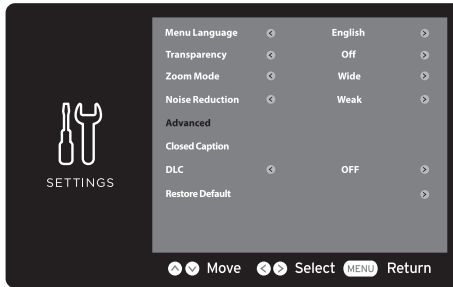 Menu Language English
Transparency Off
Zoom Mode Wide
Noise Reduction Weak
Advanced
Closed Caption
DLC OFF
Restore Default
SETTINGS
Move Select MENU Return